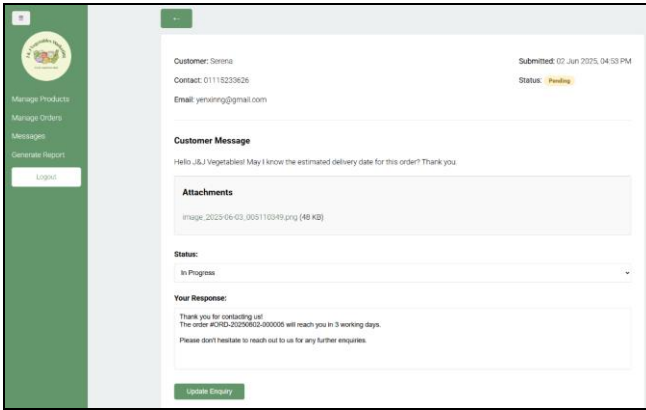 ←
Customer: Serena
Submitted: 02 Jun 2025, 04:53 PM
Contact: 01115233626
Status: Pending
Email: yenxinng@gmail.com
Manage Products
Manage Orders
Messages
Generate Report
Logout
Customer Message
Hello J&J Vegetables! May I know the estimated delivery date for this order? Thank you.
Attachments
image_2025-06-03_005110349.png (48 KB)
Status:
In Progress
Your Response:
Thank you for contacting us!
The order #ORD-20250602-000006 will reach you in 3 working days.
Please don't hesitate to reach out to us for any further enquiries.
Update Enquiry